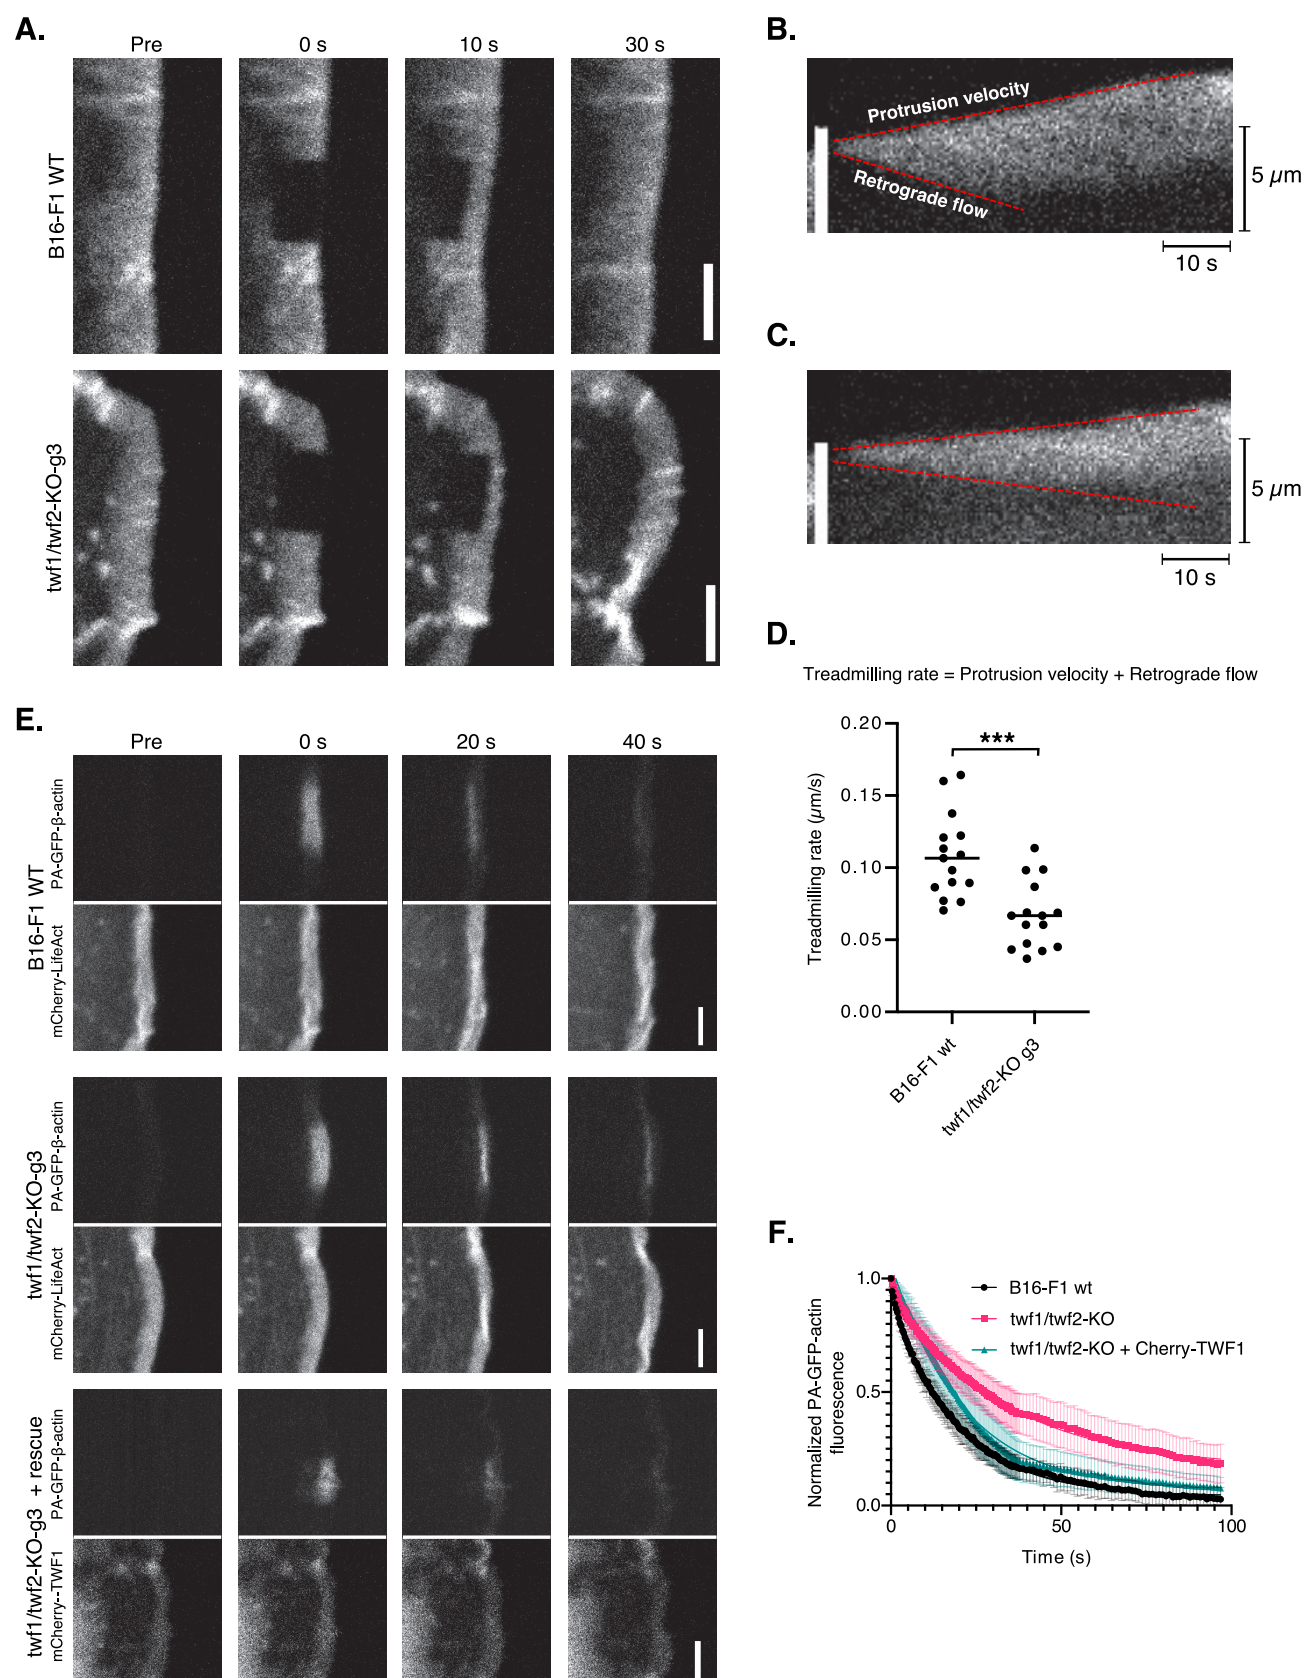 A.
Pre
0 s
10 s
30 s
B16-F1 WT
twf1/twf2-KO-g3
B.
Protrusion velocity
Retrograde flow
5 µm
10 s
C.
5 µm
10 s
D.
Treadmilling rate = Protrusion velocity + Retrograde flow
0.20
0.15
0.10
0.05
0.00
Treadmilling rate (µm/s)
***
B16-F1 wt
twf1/twf2-KO g3
E.
Pre
0 s
20 s
40 s
B16-F1 WT
PA-GFP-β-actin
mCherry-LifeAct
twf1/twf2-KO-g3
PA-GFP-β-actin
mCherry-LifeAct
twf1/twf2-KO-g3 + rescue
PA-GFP-β-actin
mCherry--TWF1
F.
Normalized PA-GFP-actin
fluorescence
1.0
0.5
0.0
0
50
100
Time (s)
B16-F1 wt
twf1/twf2-KO
twf1/twf2-KO + Cherry-TWF1